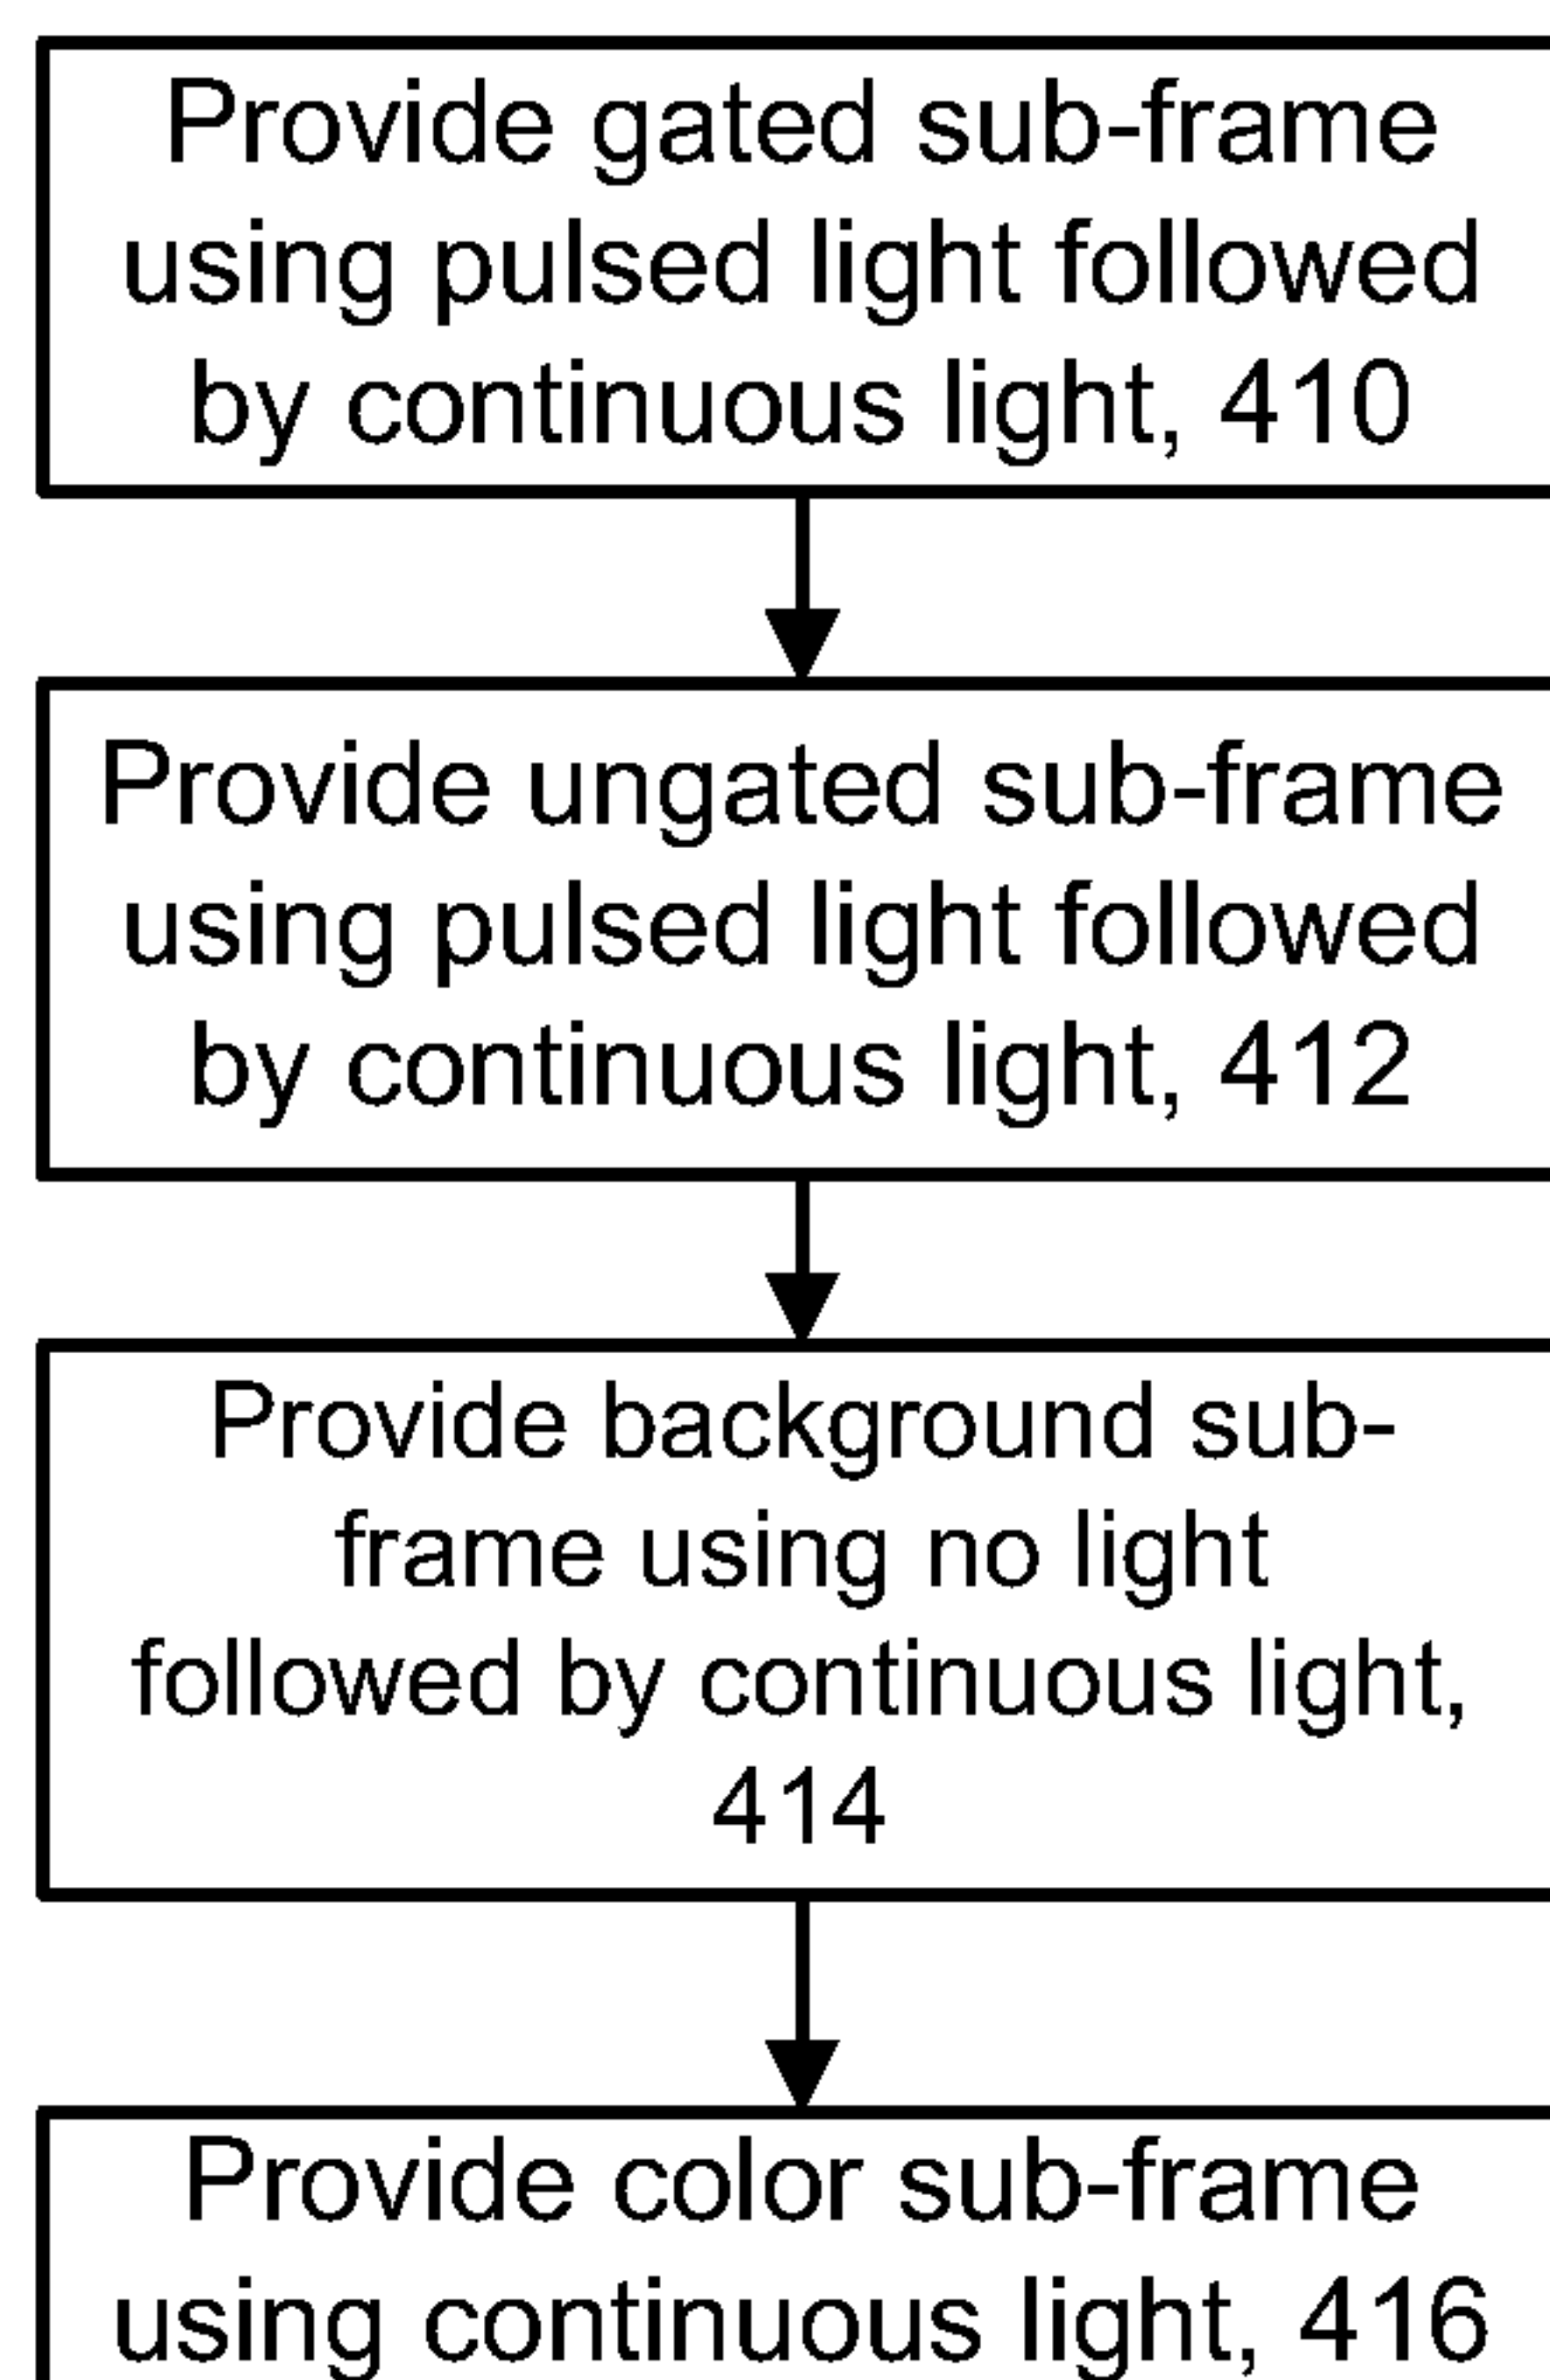 Provide gated sub-frame
using pulsed light followed
by continuous light, 410
Provide ungated sub-frame
using pulsed light followed
by continuous light, 412
Provide background sub-
frame using no light
followed by continuous light,
414
Provide color sub-frame
using continuous light, 416